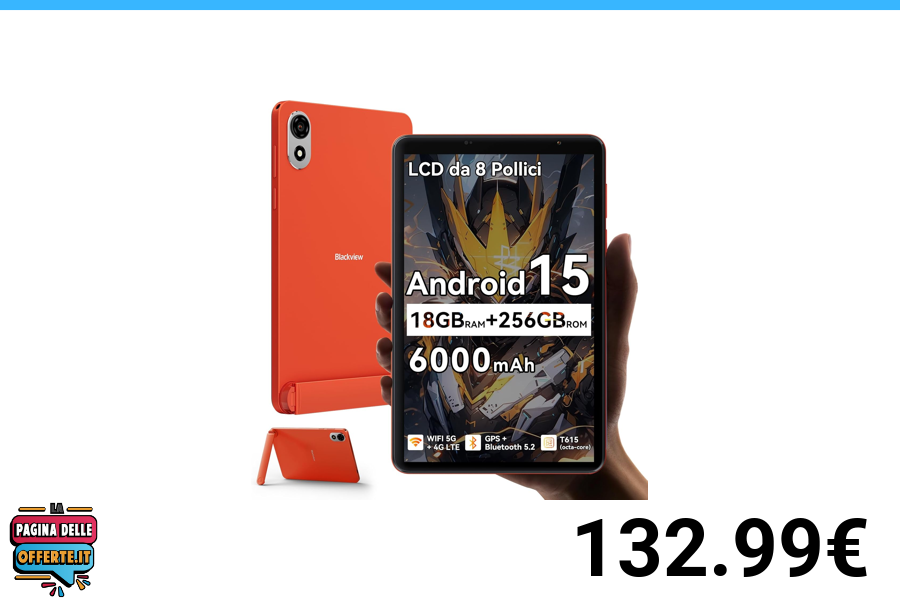 LCD da 8 Pollici
Blackview
Android 15
18GBRAM+256GBROM
6000mAh
WIFI 5G
+ 4G LTE
GPS +
Bluetooth 5.2
T615
(octa-core)
LA
PAGINA DELLE
OFFERTE.IT
132.99€